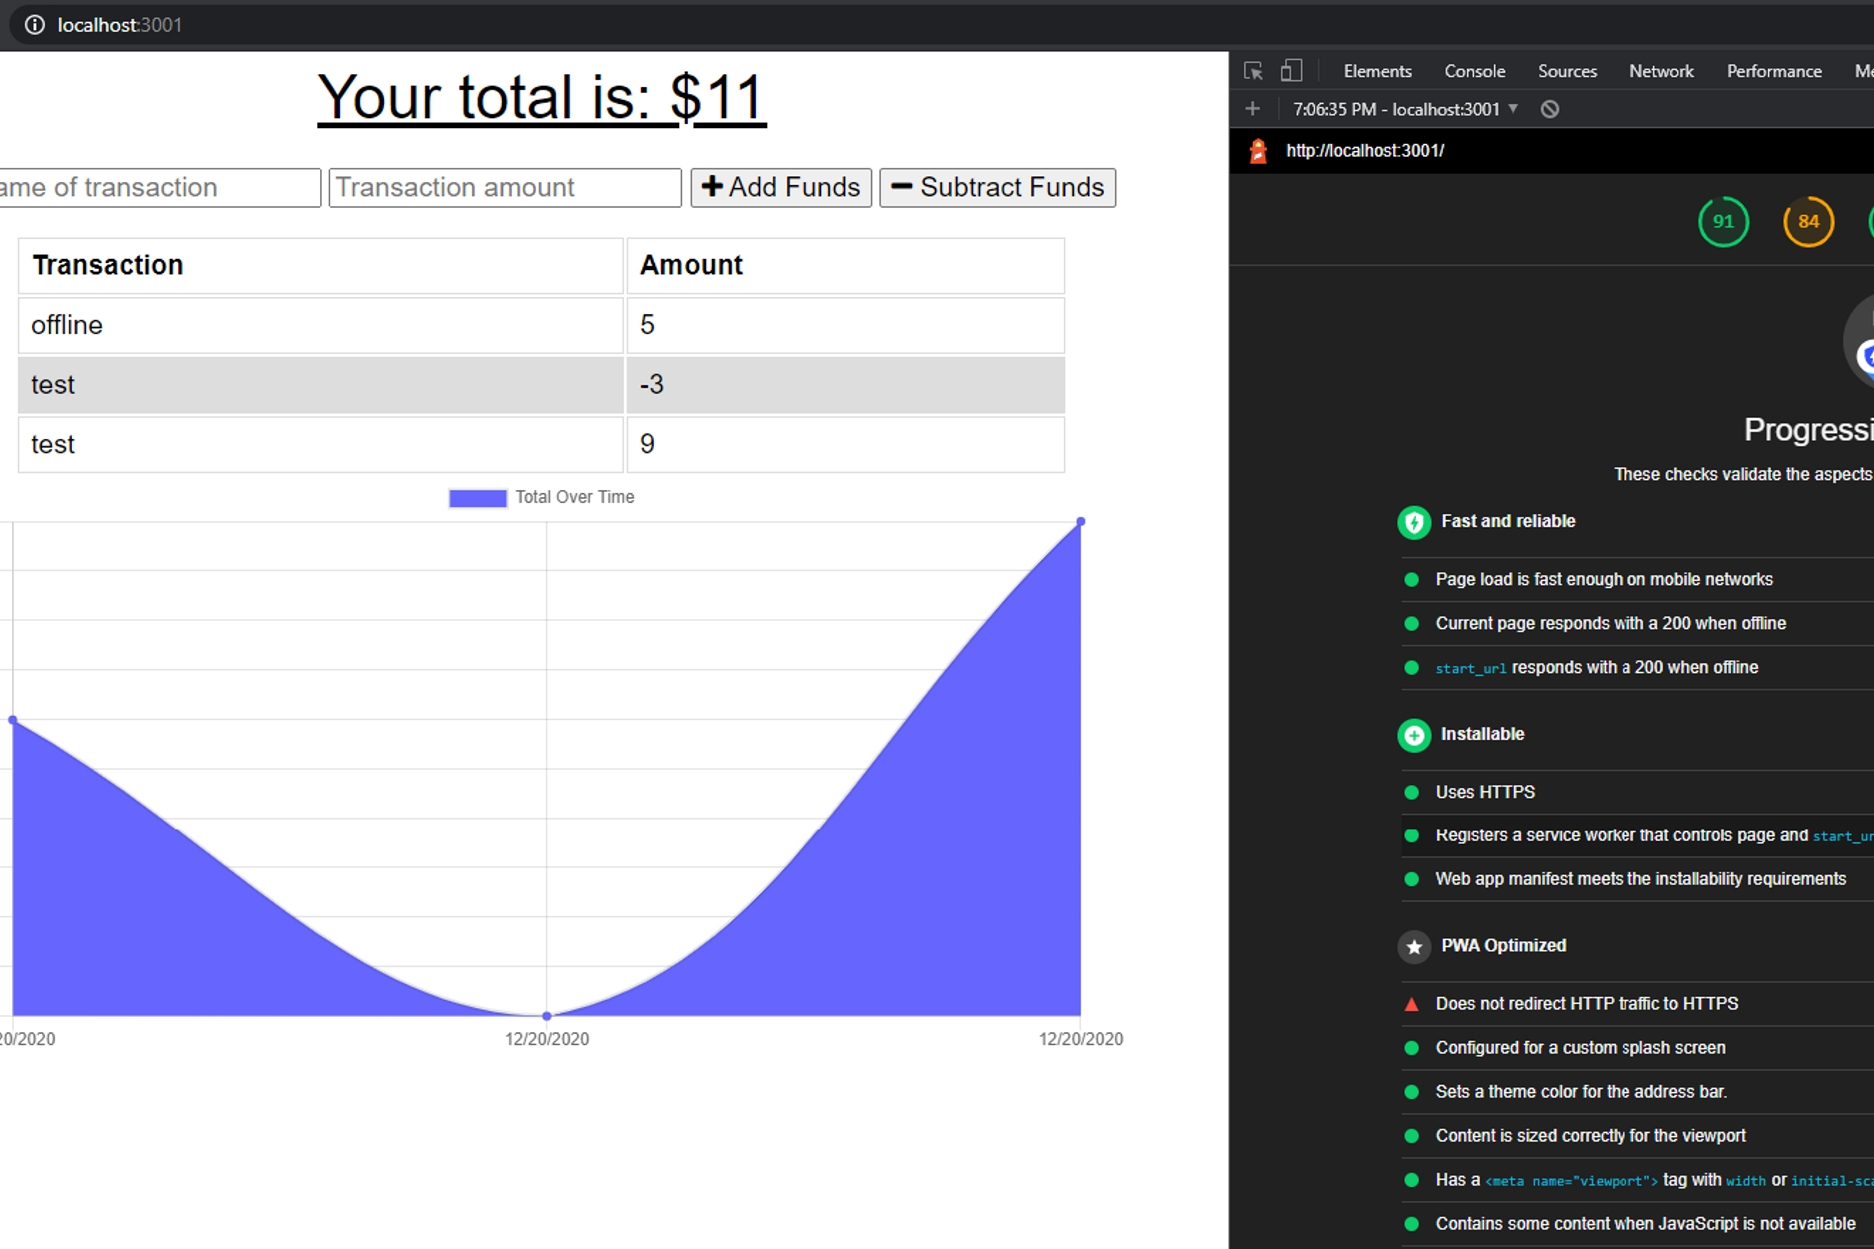 localhost:3001
Your total is: $11
ame of transaction
Transaction amount
Add Funds
Subtract Funds
Transaction Amount
offline 5
test -3
test 9
Total Over Time
20/2020 12/20/2020 12/20/2020
Elements Console Sources Network Performance Me
7:06:35 PM - localhost:3001
http://localhost:3001/
91 84
Progressi
These checks validate the aspects
Fast and reliable
Page load is fast enough on mobile networks
Current page responds with a 200 when offline
start_url responds with a 200 when offline
Installable
Uses HTTPS
Registers a service worker that controls page and start_ur
Web app manifest meets the installability requirements
PWA Optimized
Does not redirect HTTP traffic to HTTPS
Configured for a custom splash screen
Sets a theme color for the address bar.
Content is sized correctly for the viewport
Has a <meta name="viewport"> tag with width or initial-sca
Contains some content when JavaScript is not available